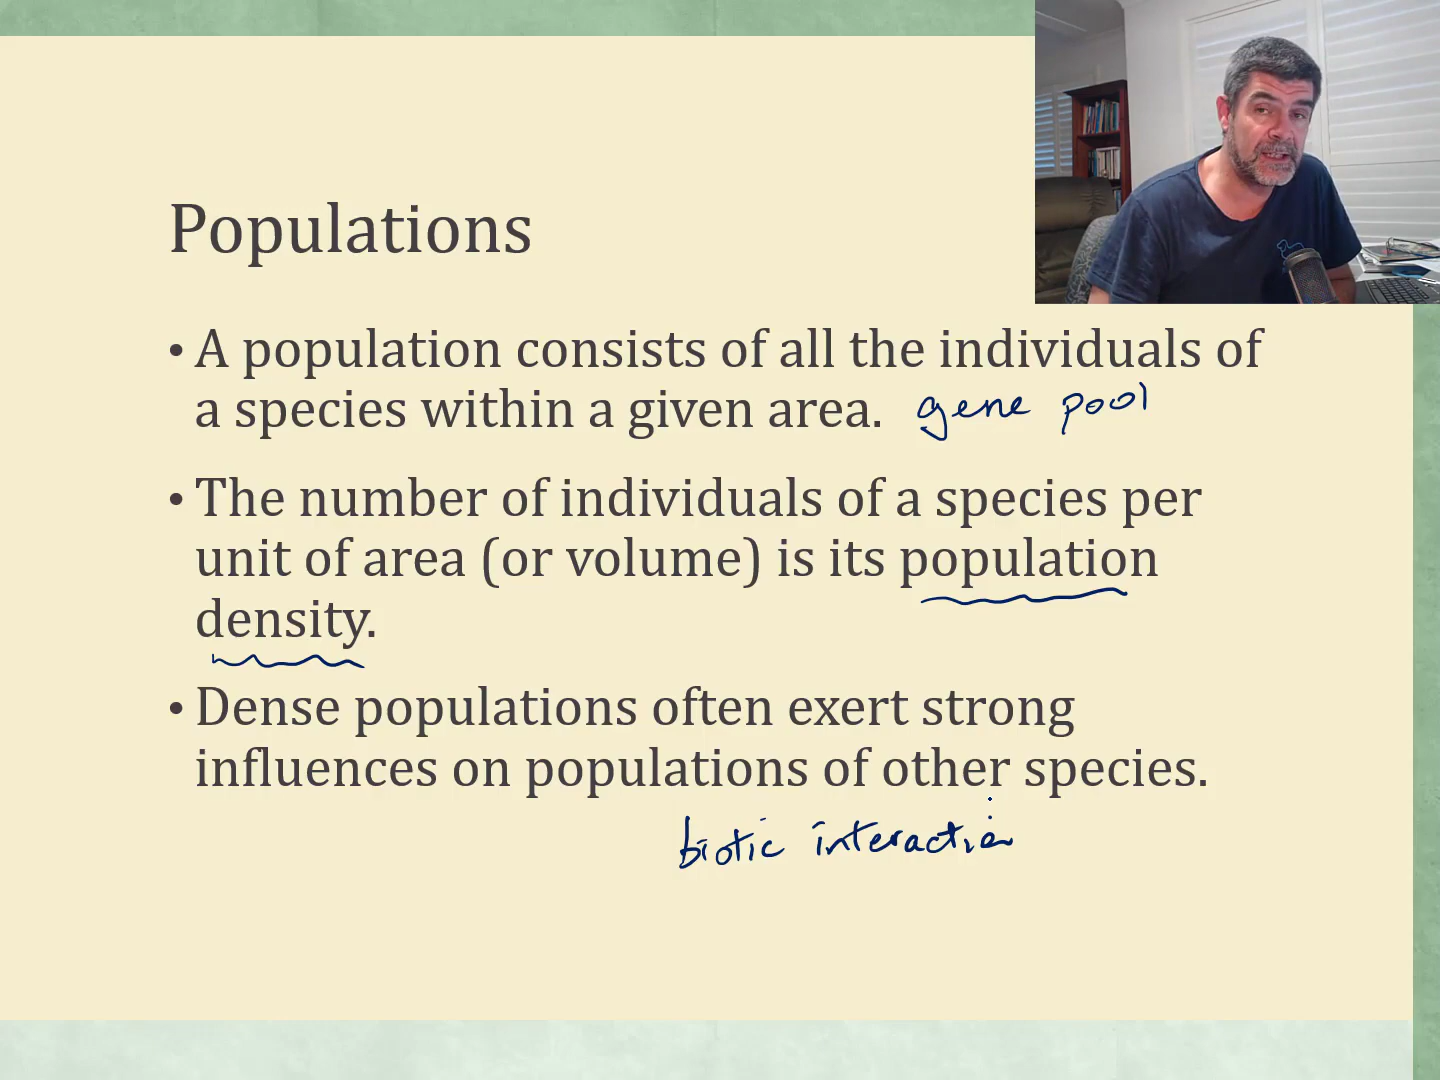 Populations
• A population consists of all the individuals of
a species within a given area. gene pool
• The number of individuals of a species per
unit of area (or volume) is its population
density.
• Dense populations often exert strong
influences on populations of other species.
biotic interactio